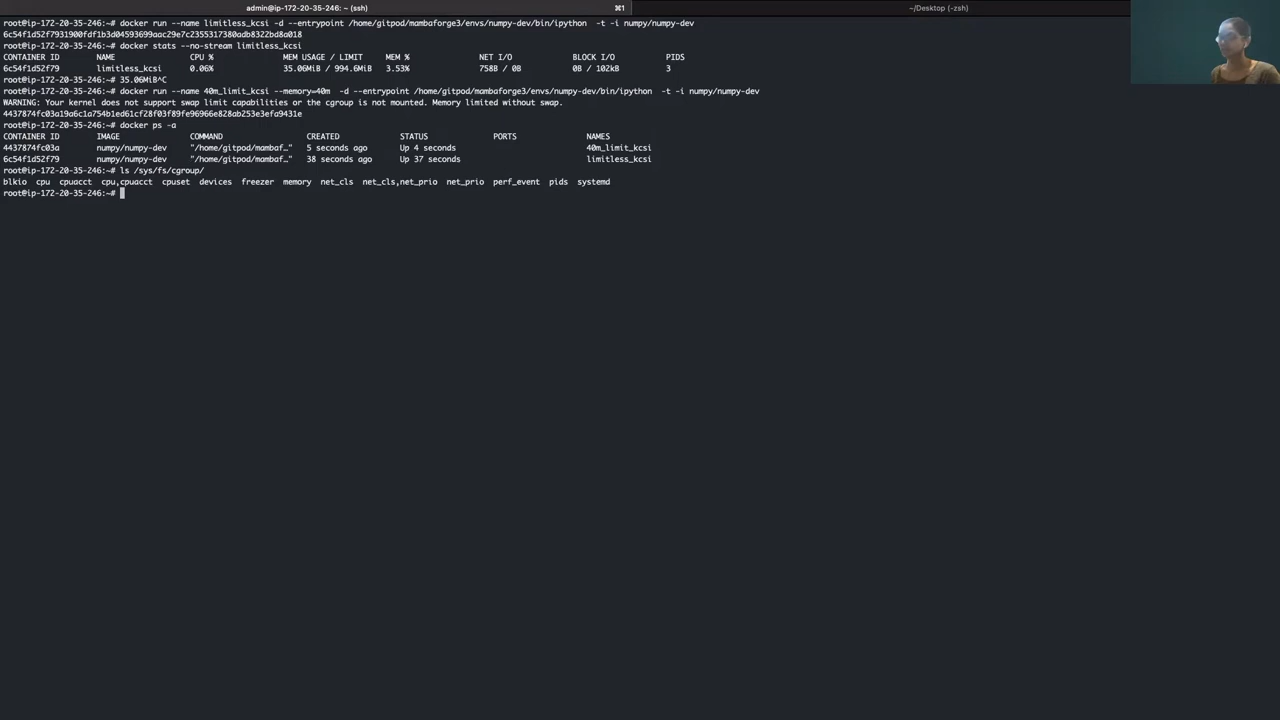 admin@ip-172-20-35-246: ~ (ssh) ⌘1 ~/Desktop (-zsh)
root@ip-172-20-35-246:~# docker run --name limitless_kcsi -d --entrypoint /home/gitpod/mambaforge3/envs/numpy-dev/bin/ipython -t -i numpy/numpy-dev
6c54f1d52f7931900fdf1b3d04593699aac29e7c2355317380adb8322bd8a018
root@ip-172-20-35-246:~# docker stats --no-stream limitless_kcsi
CONTAINER ID NAME CPU % MEM USAGE / LIMIT MEM % NET I/O BLOCK I/O PIDS
6c54f1d52f79 limitless_kcsi 0.06% 35.06MiB / 994.6MiB 3.53% 758B / 0B 0B / 102kB 3
root@ip-172-20-35-246:~# 35.06MiB^C
root@ip-172-20-35-246:~# docker run --name 40m_limit_kcsi --memory=40m -d --entrypoint /home/gitpod/mambaforge3/envs/numpy-dev/bin/ipython -t -i numpy/numpy-dev
WARNING: Your kernel does not support swap limit capabilities or the cgroup is not mounted. Memory limited without swap.
4437874fc03a19a6c1a754b1ed61cf28f03f89fe96966e828ab253e3efa9431e
root@ip-172-20-35-246:~# docker ps -a
CONTAINER ID IMAGE COMMAND CREATED STATUS PORTS NAMES
4437874fc03a numpy/numpy-dev "/home/gitpod/mambaf…" 5 seconds ago Up 4 seconds 40m_limit_kcsi
6c54f1d52f79 numpy/numpy-dev "/home/gitpod/mambaf…" 38 seconds ago Up 37 seconds limitless_kcsi
root@ip-172-20-35-246:~# ls /sys/fs/cgroup/
blkio cpu cpuacct cpu,cpuacct cpuset devices freezer memory net_cls net_cls,net_prio net_prio perf_event pids systemd
root@ip-172-20-35-246:~#